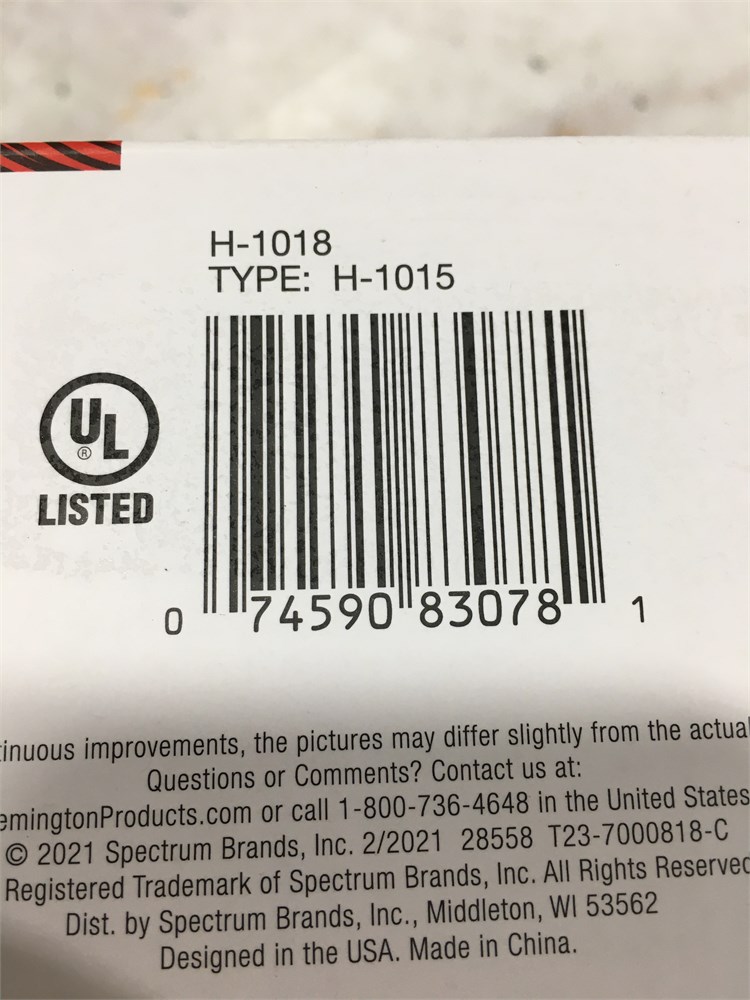 H-1018
TYPE: H-1015
UL
®
LISTED
0 74590 83078 1
tinuous improvements, the pictures may differ slightly from the actual
Questions or Comments? Contact us at:
emingtonProducts.com or call 1-800-736-4648 in the United States
© 2021 Spectrum Brands, Inc. 2/2021 28558 T23-7000818-C
Registered Trademark of Spectrum Brands, Inc. All Rights Reserved
Dist. by Spectrum Brands, Inc., Middleton, WI 53562
Designed in the USA. Made in China.